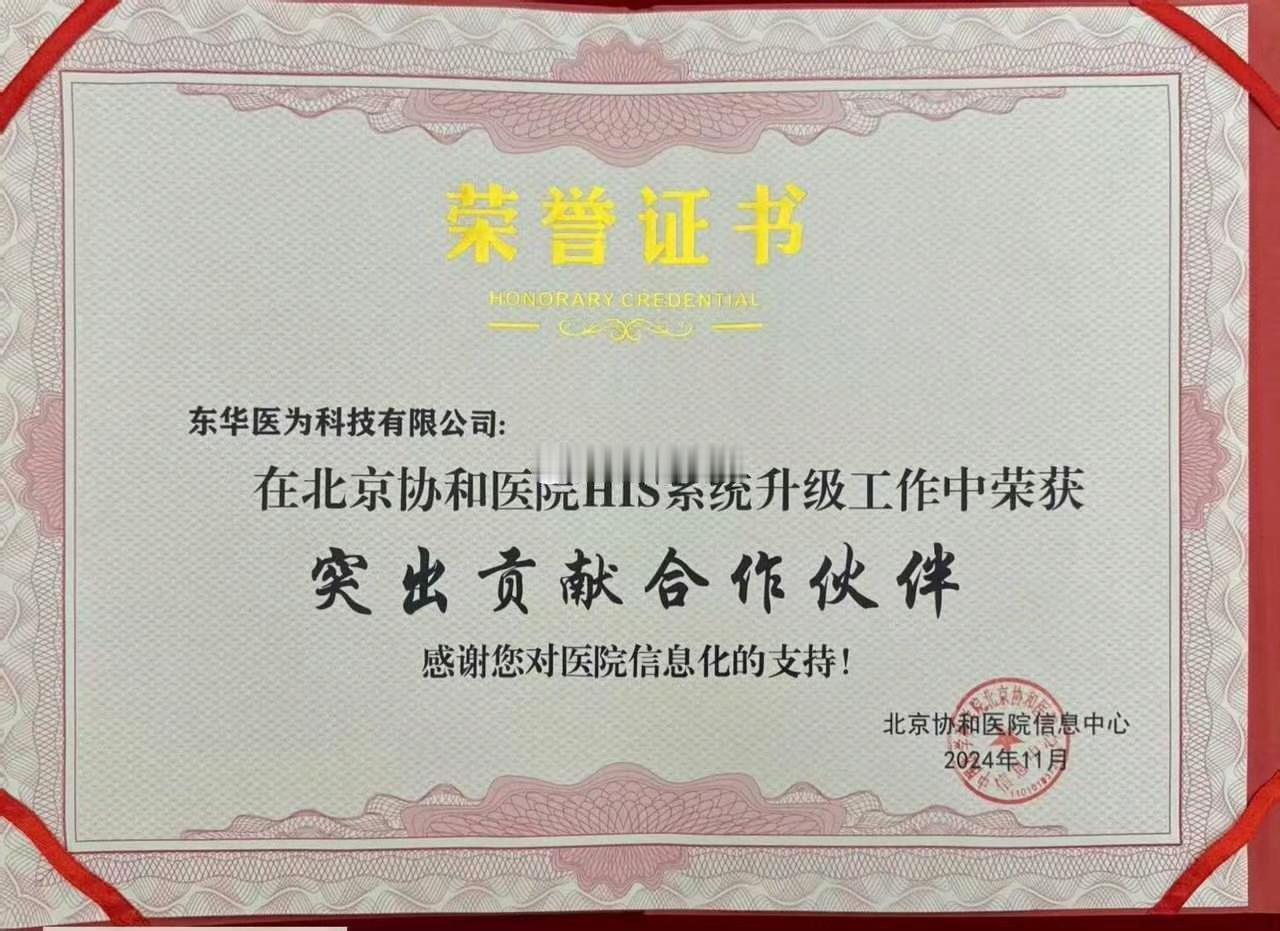 荣誉证书
HONORARY CREDENTIAL
东华医为科技有限公司:
在北京协和医院HIS系统升级工作中荣获
突出贡献合作伙伴
感谢您对医院信息化的支持!
北京协和医院信息中心
2024年11月